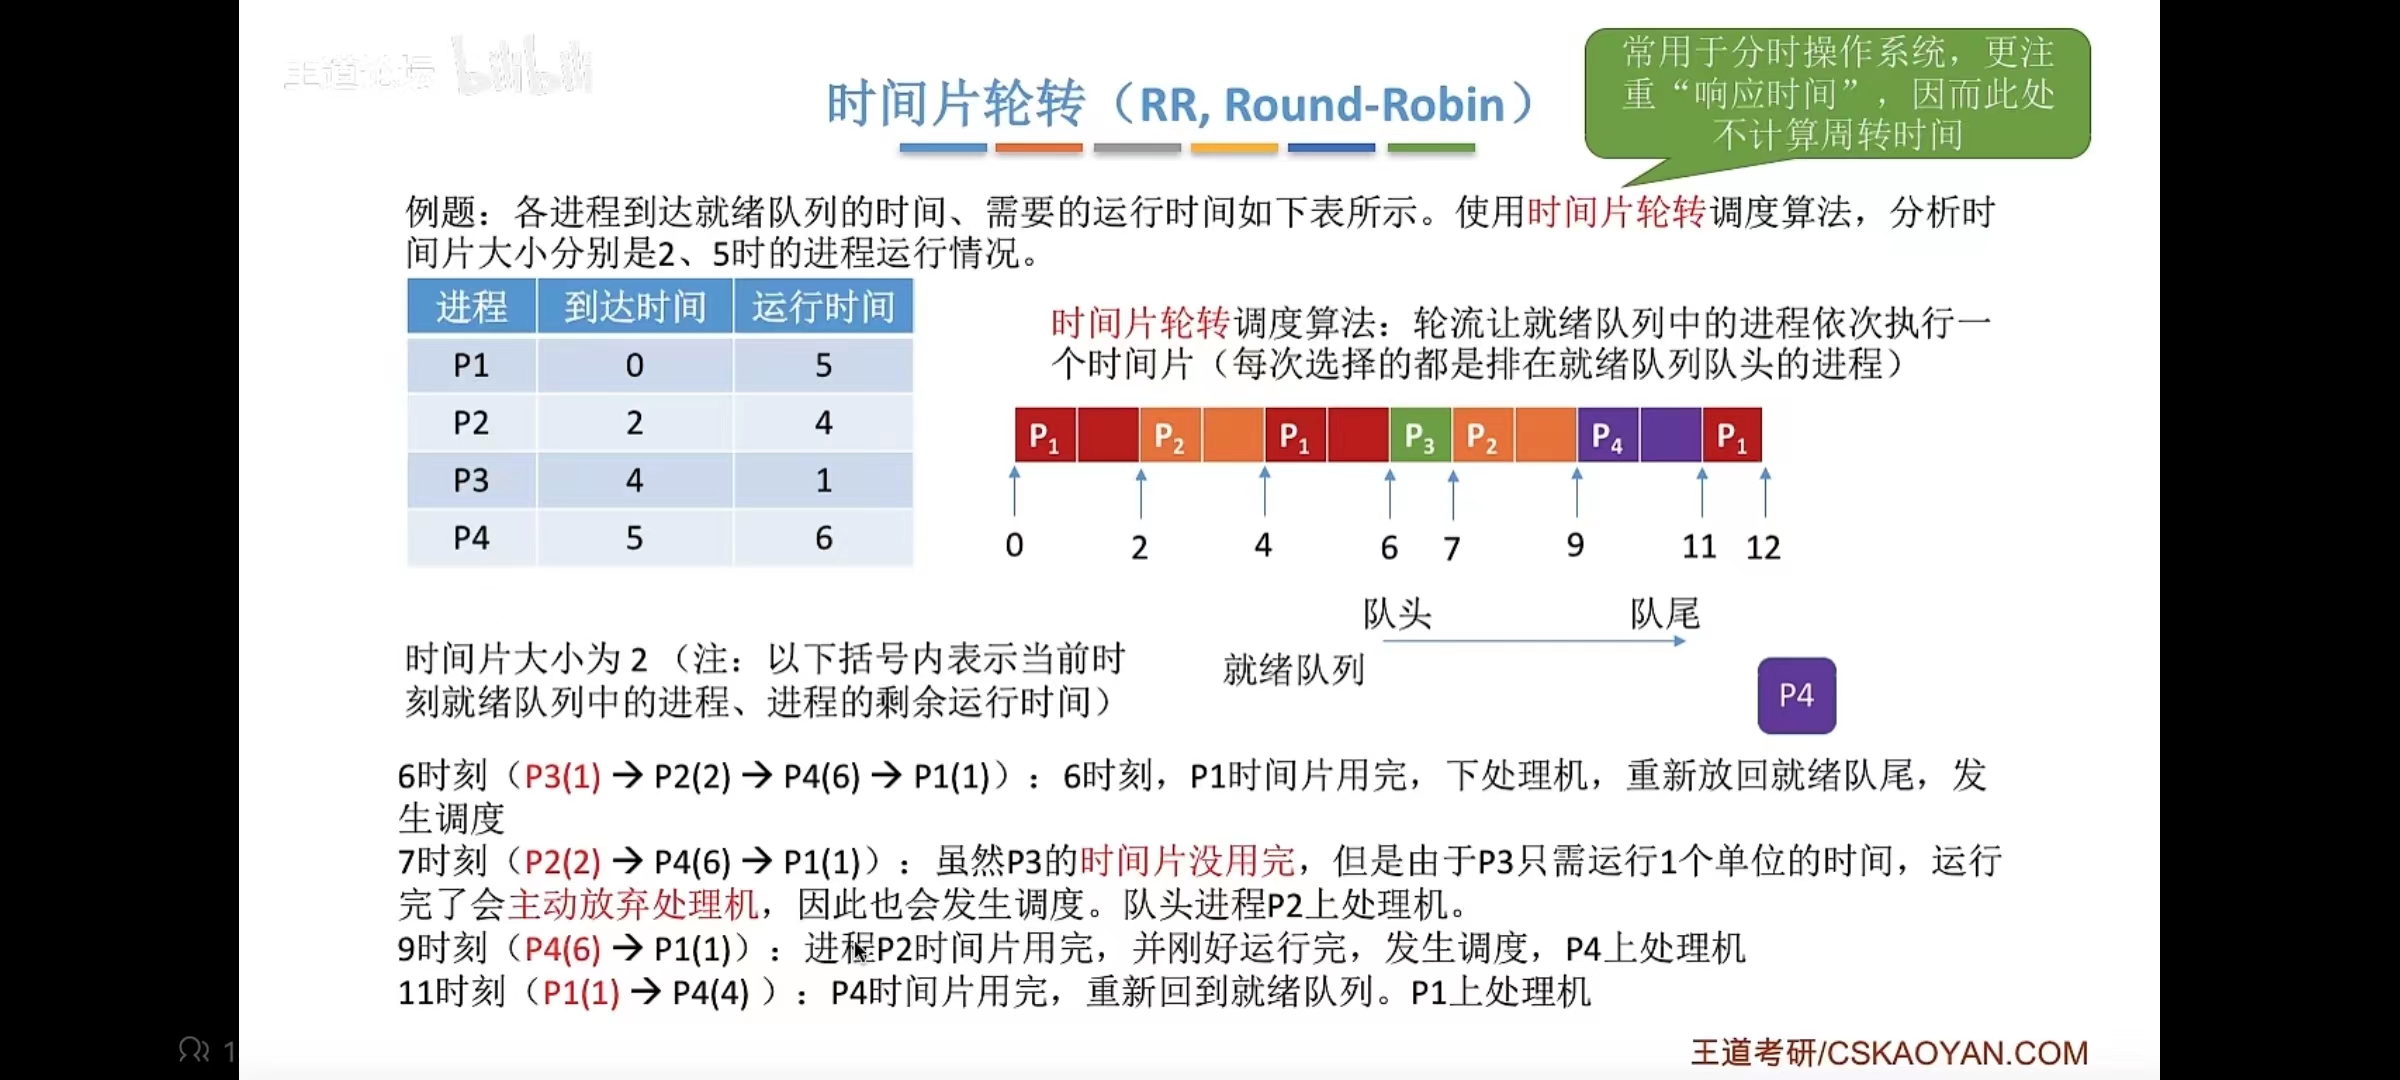 王道论坛 bilibili
时间片轮转（RR, Round-Robin）
常用于分时操作系统，更注
重“响应时间”，因而此处
不计算周转时间
例题：各进程到达就绪队列的时间、需要的运行时间如下表所示。使用时间片轮转调度算法，分析时
间片大小分别是2、5时的进程运行情况。
进程 到达时间 运行时间
P1 0 5
P2 2 4
P3 4 1
P4 5 6
时间片轮转调度算法：轮流让就绪队列中的进程依次执行一
个时间片（每次选择的都是排在就绪队列队头的进程）
P1 P2 P1 P3 P2 P4 P1
0 2 4 6 7 9 11 12
队头 队尾
就绪队列
P4
时间片大小为 2（注：以下括号内表示当前时
刻就绪队列中的进程、进程的剩余运行时间）
6时刻（P3(1) → P2(2) → P4(6) → P1(1)）：6时刻，P1时间片用完，下处理机，重新放回就绪队尾，发
生调度
7时刻（P2(2) → P4(6) → P1(1)）：虽然P3的时间片没用完，但是由于P3只需运行1个单位的时间，运行
完了会主动放弃处理机，因此也会发生调度。队头进程P2上处理机。
9时刻（P4(6) → P1(1)）：进程P2时间片用完，并刚好运行完，发生调度，P4上处理机
11时刻（P1(1) → P4(4) ）：P4时间片用完，重新回到就绪队列。P1上处理机
1
王道考研/CSKAOYAN.COM